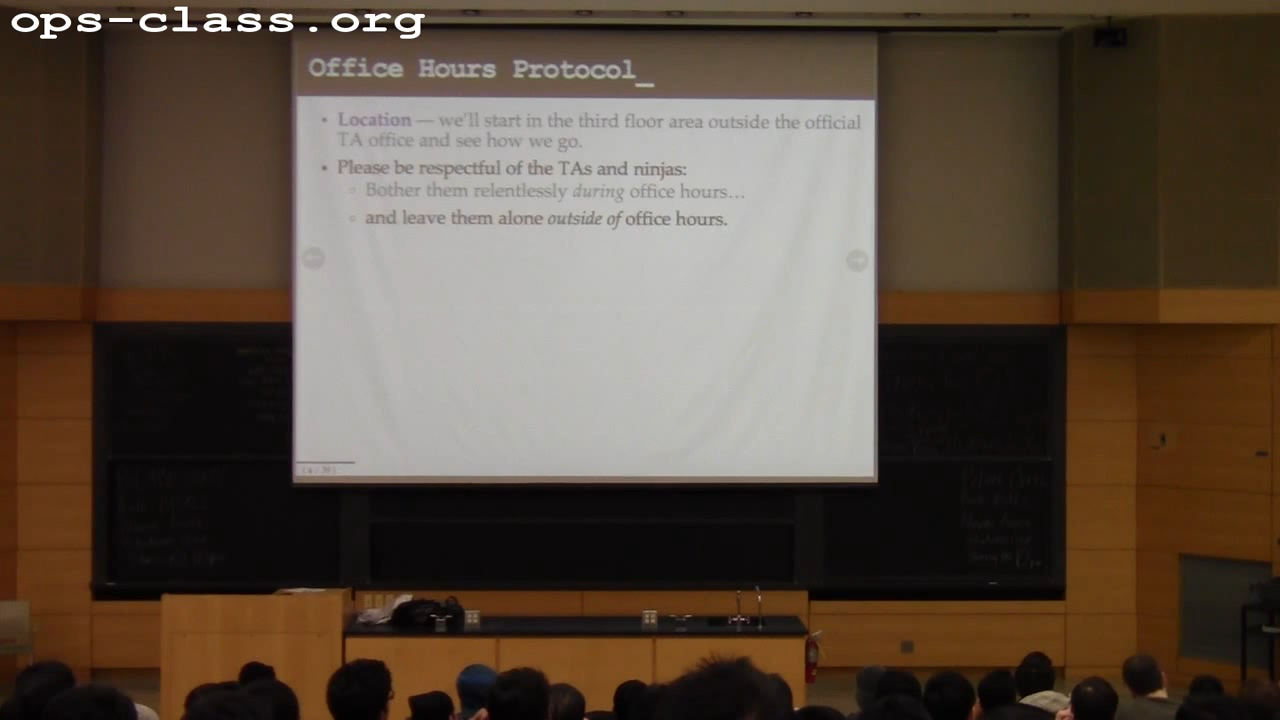 ops-class.org
Office Hours Protocol_
• Location — we'll start in the third floor area outside the official
TA office and see how we go.
• Please be respectful of the TAs and ninjas:
◦ Bother them relentlessly during office hours…
◦ and leave them alone outside of office hours.